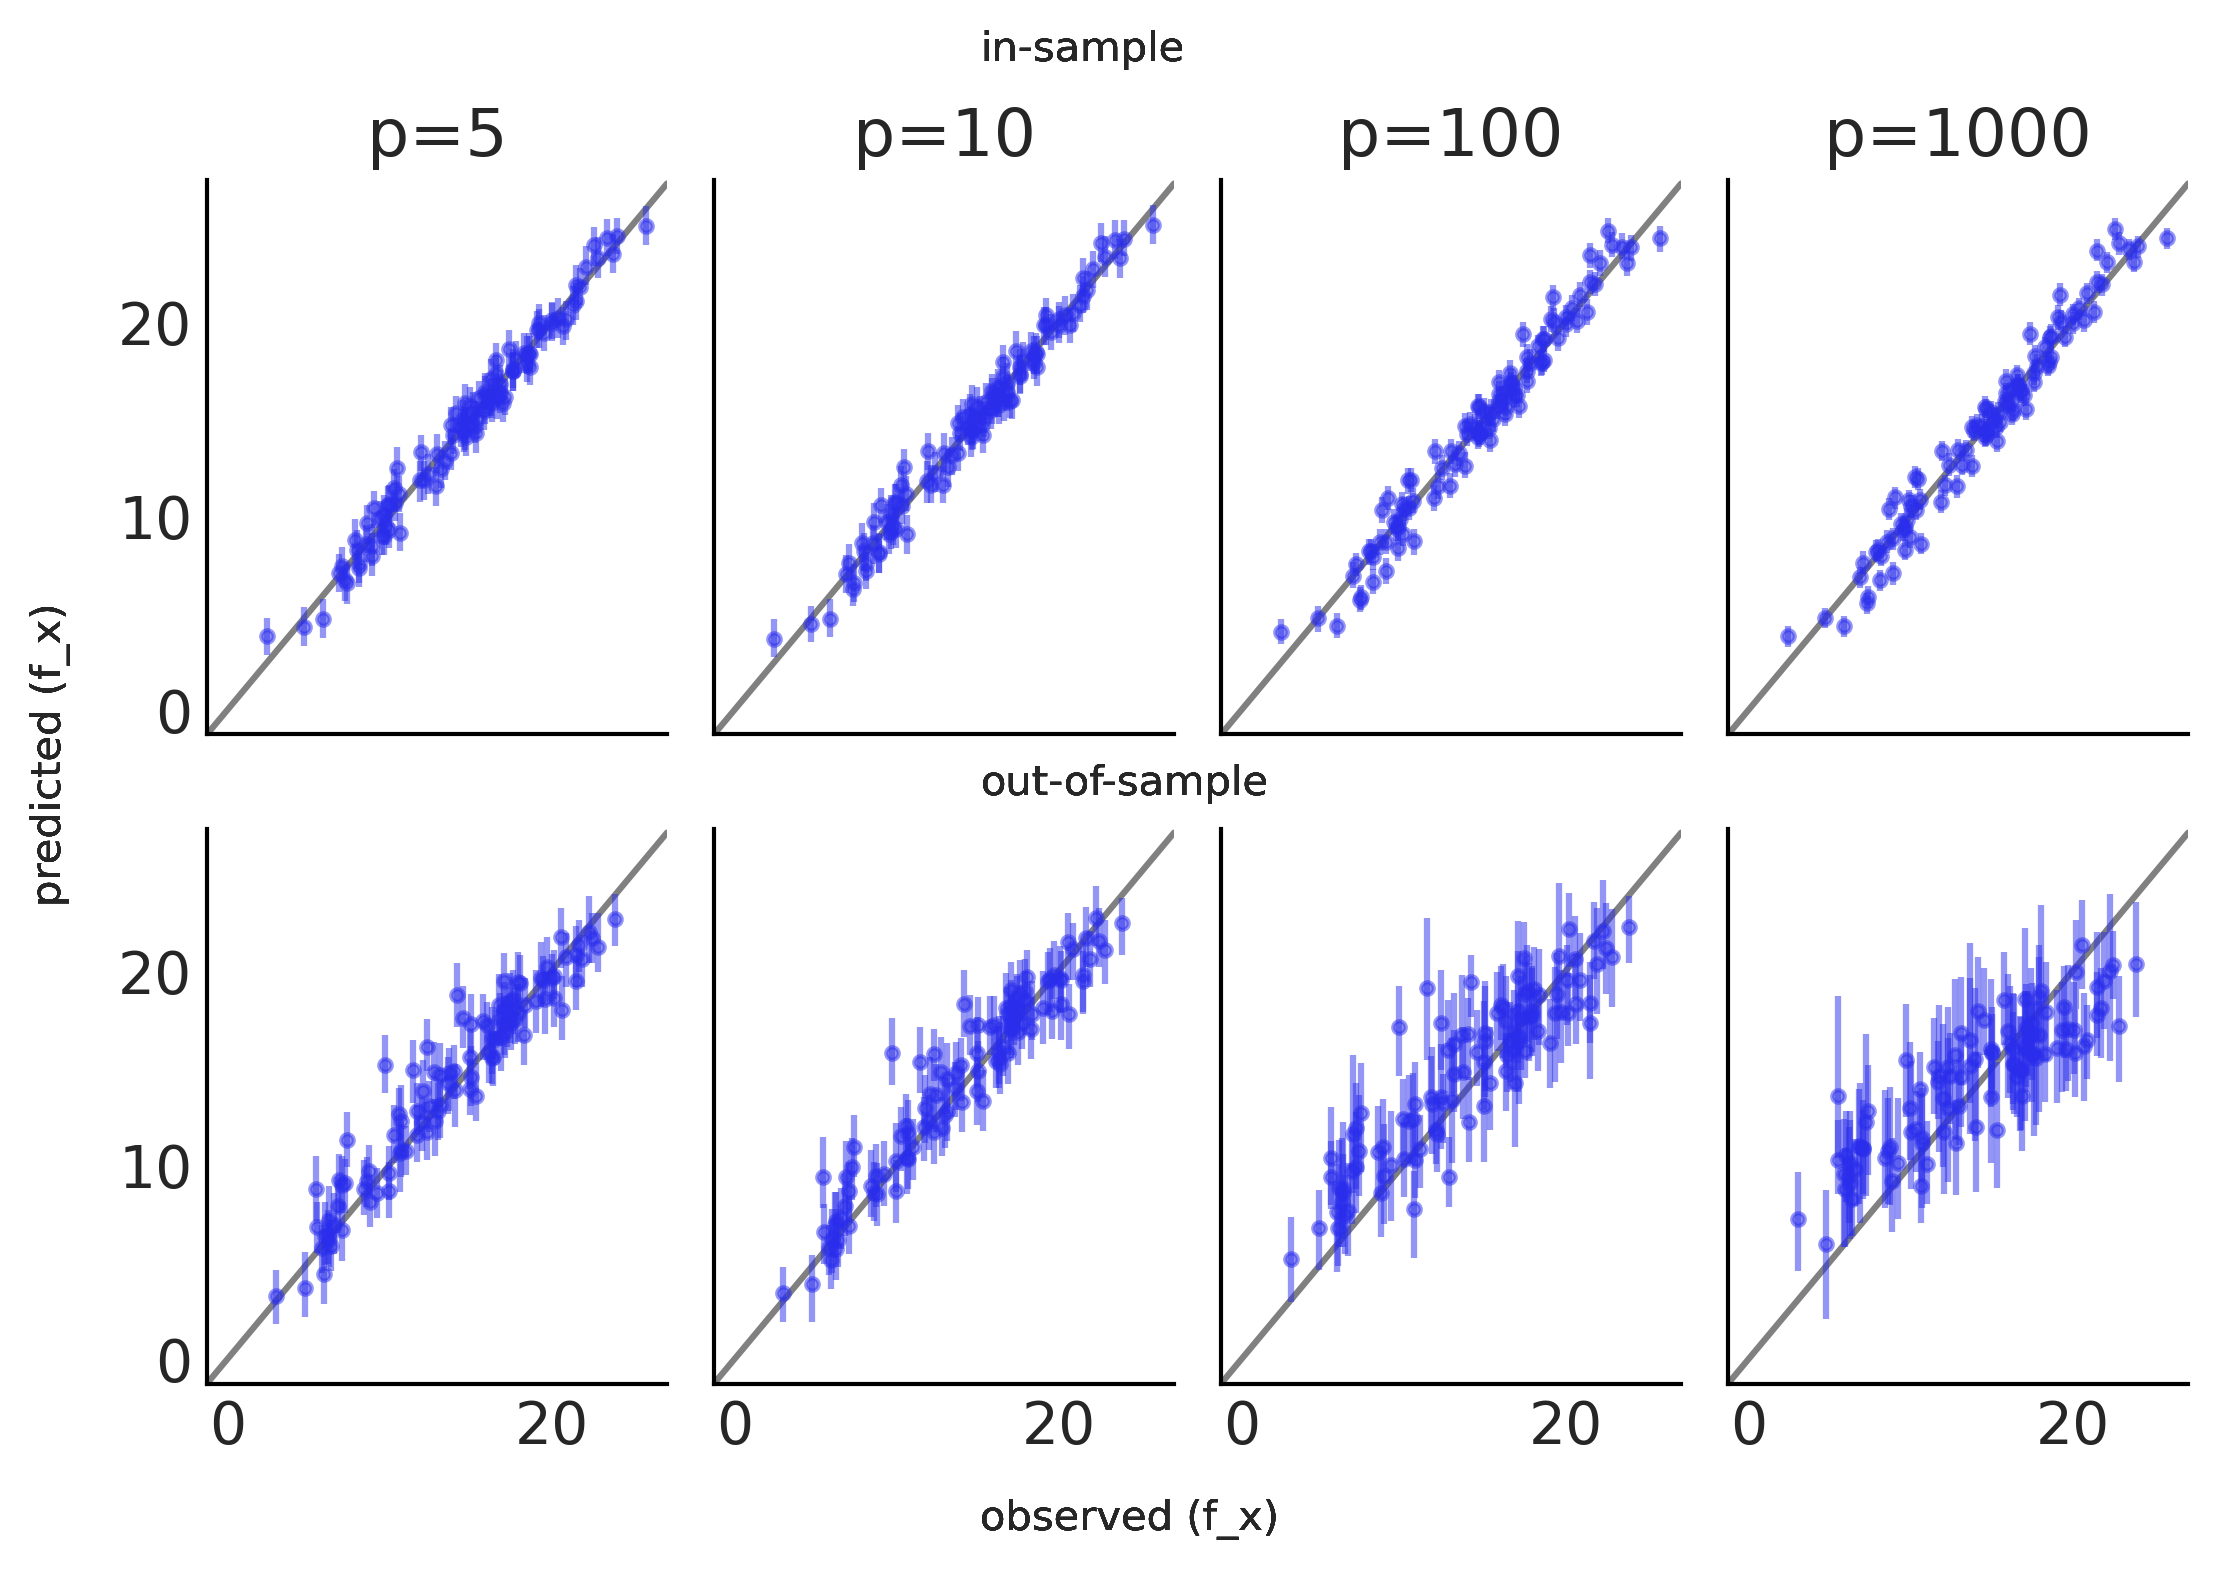 in-sample
p=5 p=10 p=100 p=1000
20
10
0
predicted (f_x)
out-of-sample
20
10
0
0 20 0 20 0 20 0 20
observed (f_x)